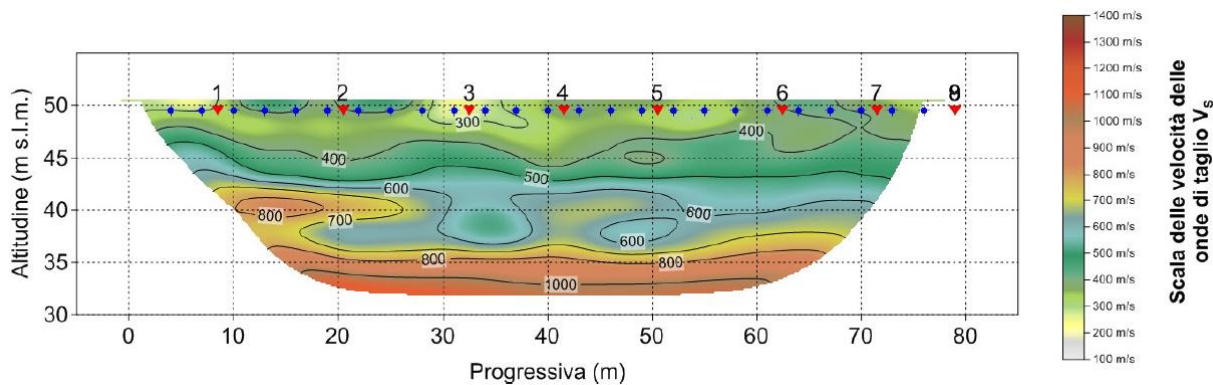 1400 m/s
1300 m/s
1200 m/s
1100 m/s
1000 m/s
900 m/s
800 m/s
700 m/s
600 m/s
500 m/s
400 m/s
300 m/s
200 m/s
100 m/s
Scala delle velocità delle
onde di taglio Vs
Altitudine (m s.l.m.)
50
45
40
35
30
1 2 3 4 5 6 7
300
400
400
500
600
800
700
600
600
800
800
1000
0 10 20 30 40 50 60 70 80
Progressiva (m)